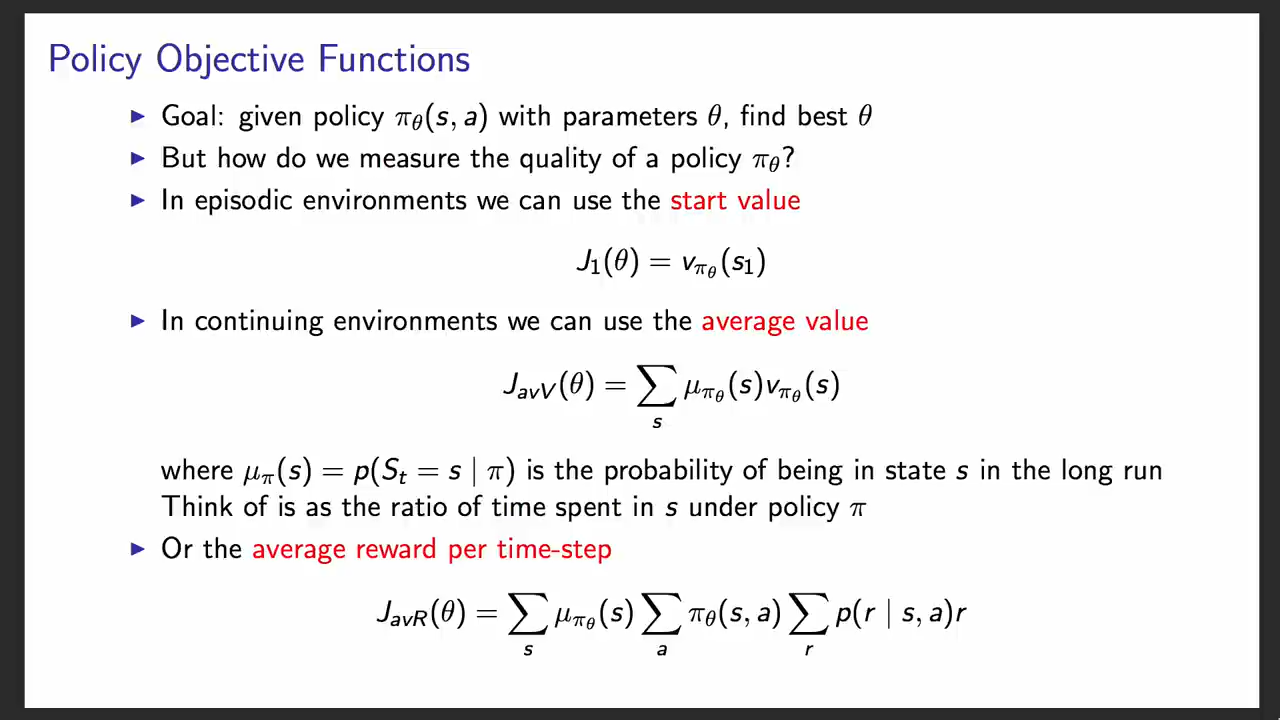 Policy Objective Functions
▶ Goal: given policy π_θ(s, a) with parameters θ, find best θ
▶ But how do we measure the quality of a policy π_θ?
▶ In episodic environments we can use the start value
J₁(θ) = v_{π_θ}(s₁)
▶ In continuing environments we can use the average value
J_{avV}(θ) = ∑_s μ_{π_θ}(s)v_{π_θ}(s)
where μ_π(s) = p(S_t = s | π) is the probability of being in state s in the long run
Think of is as the ratio of time spent in s under policy π
▶ Or the average reward per time-step
J_{avR}(θ) = ∑_s μ_{π_θ}(s) ∑_a π_θ(s, a) ∑_r p(r | s, a)r